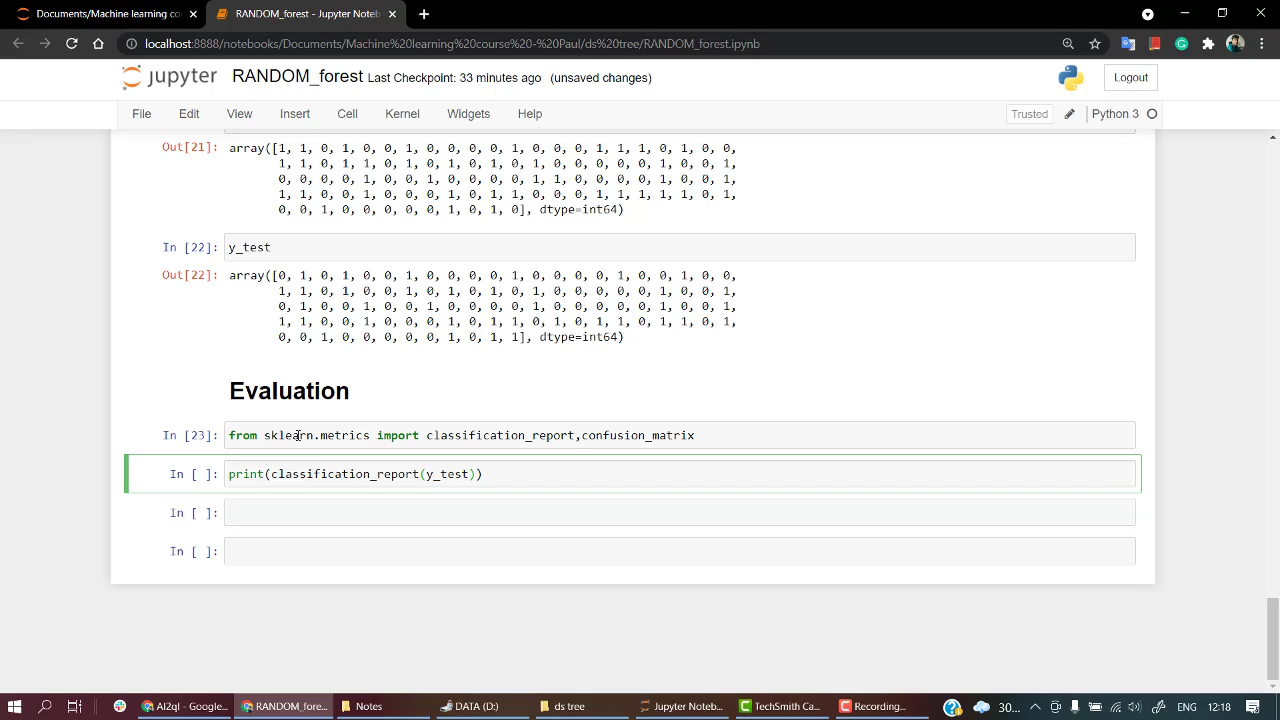 Documents/Machine learning co
RANDOM_forest - Jupyter Noteb
localhost:8888/notebooks/Documents/Machine%20learning%20course%20-%20Paul/ds%20tree/RANDOM_forest.ipynb
jupyter RANDOM_forest Last Checkpoint: 33 minutes ago (unsaved changes) Logout
File Edit View Insert Cell Kernel Widgets Help Trusted Python 3
Out[21]: array([1, 1, 0, 1, 0, 0, 1, 0, 0, 0, 0, 1, 0, 0, 0, 1, 1, 1, 0, 1, 0, 0,
1, 1, 0, 1, 1, 0, 1, 0, 1, 0, 1, 0, 1, 0, 0, 0, 0, 1, 0, 1,
0, 0, 0, 0, 1, 0, 0, 1, 0, 0, 0, 0, 1, 1, 0, 0, 0, 0, 1, 0, 1,
1, 1, 0, 0, 1, 0, 0, 0, 1, 0, 1, 1, 0, 0, 0, 1, 1, 1, 1, 1, 0, 1,
0, 0, 1, 0, 0, 0, 0, 0, 1, 0, 1, 0], dtype=int64)
In [22]: y_test
Out[22]: array([0, 1, 0, 1, 0, 0, 1, 0, 0, 0, 0, 1, 0, 0, 0, 0, 1, 0, 0, 1, 0, 0,
1, 1, 0, 1, 0, 0, 1, 0, 1, 0, 1, 0, 1, 0, 0, 0, 0, 0, 1, 0, 1,
0, 1, 0, 0, 1, 0, 0, 1, 0, 0, 0, 0, 1, 0, 0, 0, 0, 0, 1, 0, 0, 1,
1, 1, 0, 0, 1, 0, 0, 0, 1, 0, 1, 1, 0, 1, 0, 1, 1, 0, 1, 1, 0, 1,
0, 0, 1, 0, 0, 0, 0, 0, 1, 0, 1, 1], dtype=int64)
Evaluation
In [23]: from sklearn.metrics import classification_report,confusion_matrix
In [ ]: print(classification_report(y_test))
In [ ]:
In [ ]:
AI2ql - Google... RANDOM_fore... Notes DATA (D:) ds tree Jupyter Noteb... TechSmith Ca... Recording... 30... ENG 12:18